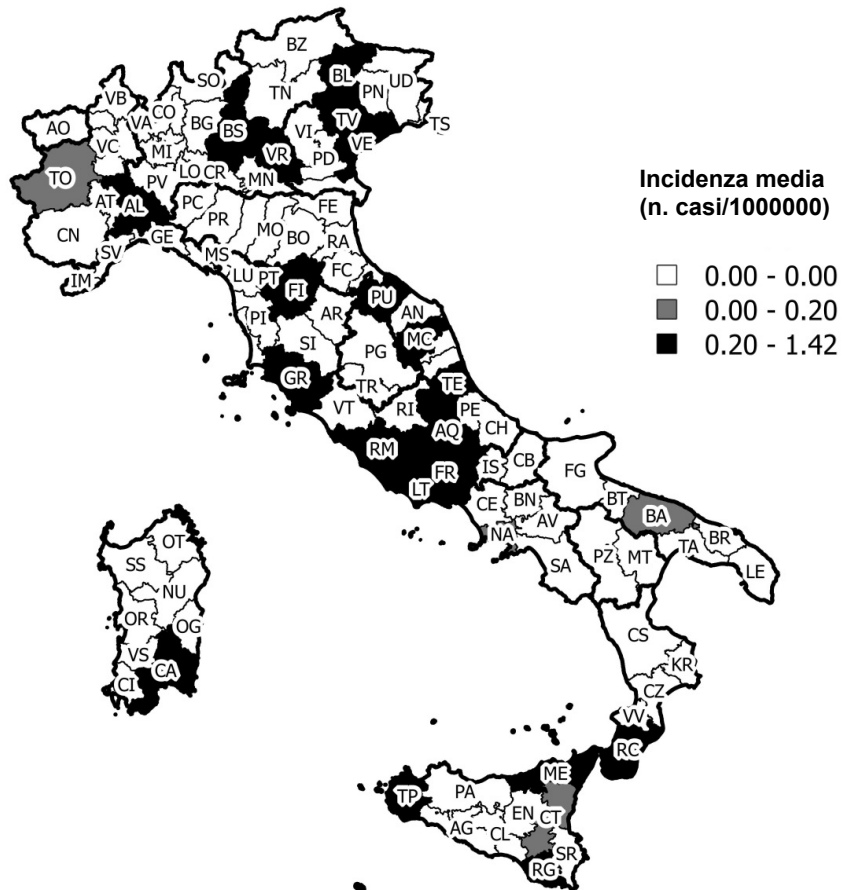 BZ
SO
BL
UD
TN
PN
VB
CO
TV
TS
VA
BG
AO
BS
VI
VE
VC
MI
VR
PD
TO
LO
CR
MN
PV
AT
AL
PC
FE
PR
MO
BO
CN
GE
RA
SV
MS
FC
IM
LU
PT
FI
PU
AN
PI
AR
MC
SI
PG
GR
TE
TR
VT
RI
PE
AQ
CH
RM
FR
IS
CB
FG
LT
CE
BN
BT
BA
NA
AV
BR
TA
PZ
MT
LE
SA
OT
SS
NU
OR
OG
CS
VS
CA
KR
CI
CZ
VV
RC
ME
TP
PA
EN
CT
AG
CL
SR
RG
Incidenza media
(n. casi/1000000)
0.00 - 0.00
0.00 - 0.20
0.20 - 1.42